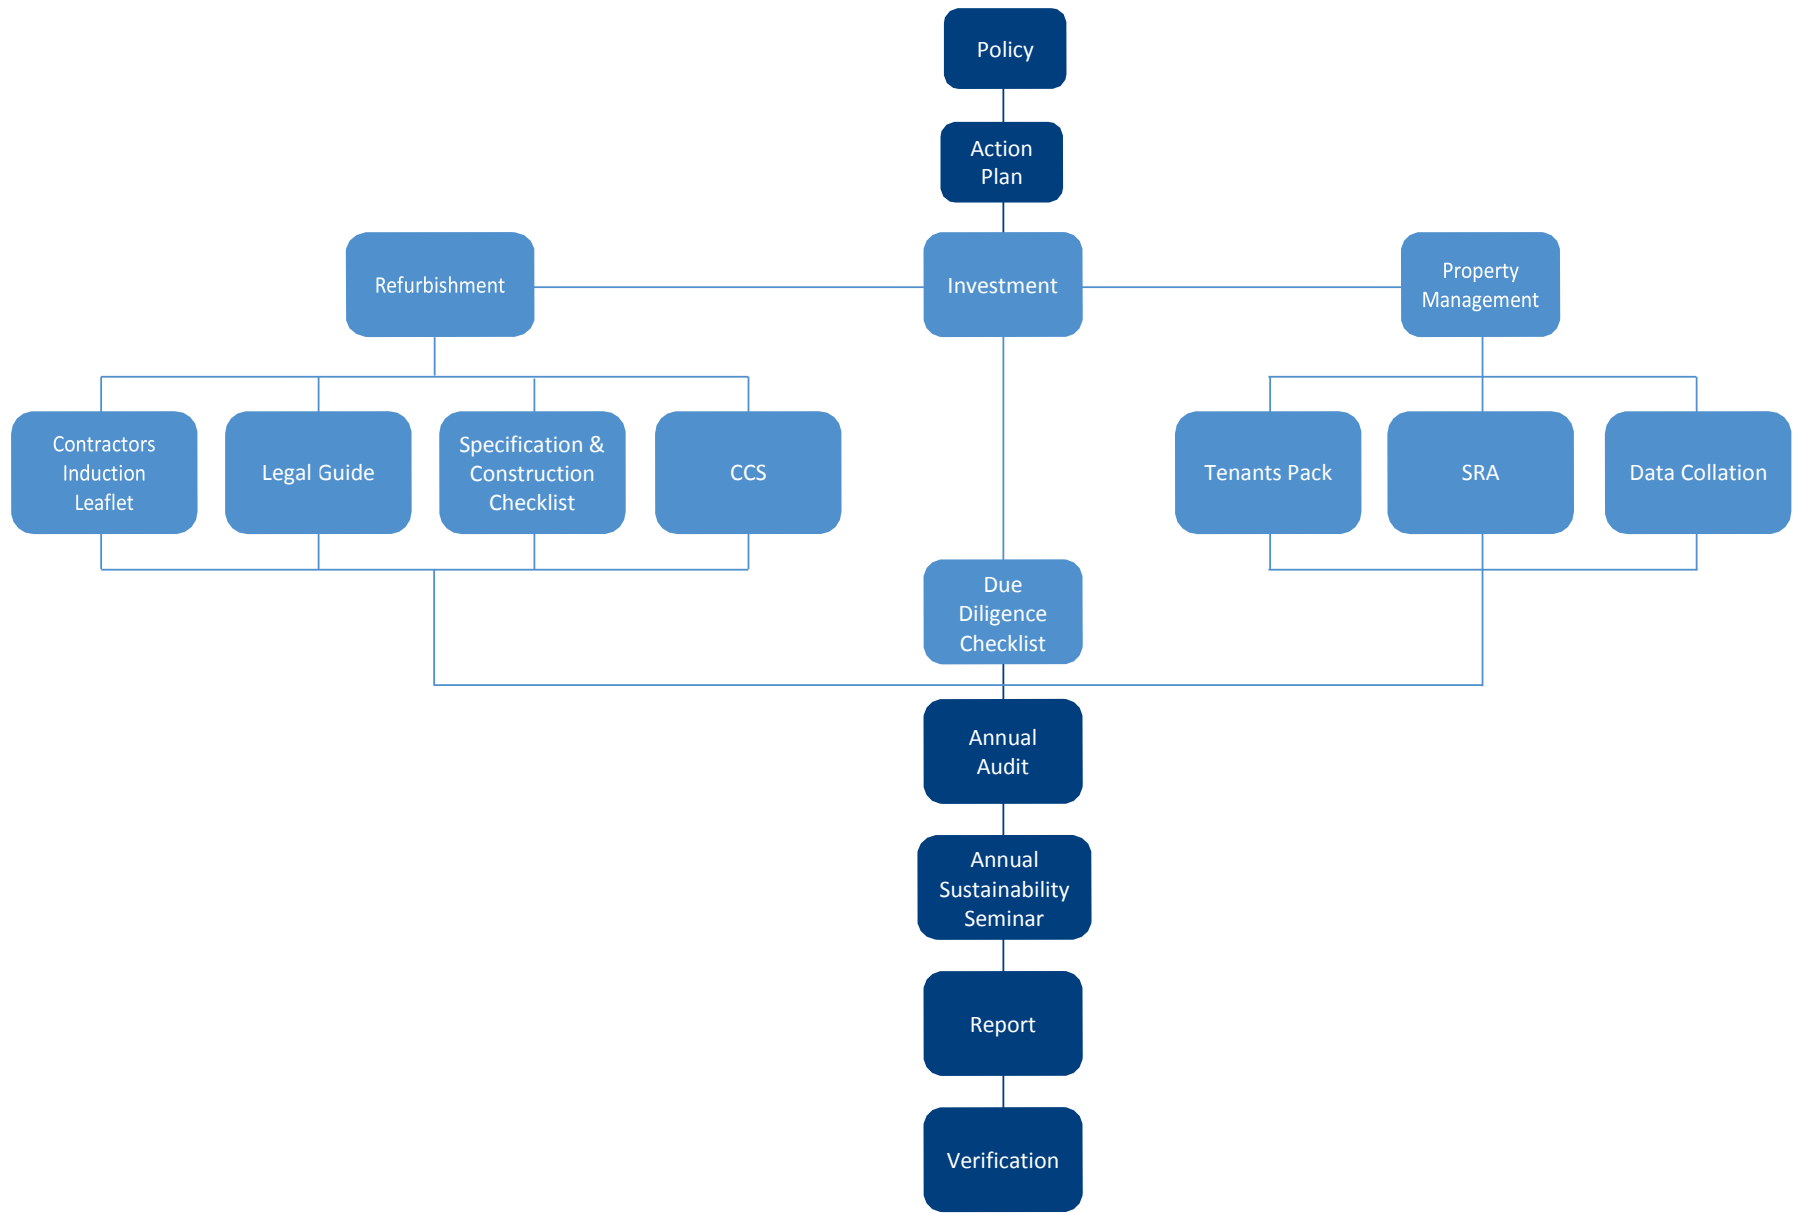 Policy
Action
Plan
Refurbishment
Investment
Property
Management
Contractors
Induction
Leaflet
Legal Guide
Specification &
Construction
Checklist
CCS
Tenants Pack
SRA
Data Collation
Due
Diligence
Checklist
Annual
Audit
Annual
Sustainability
Seminar
Report
Verification